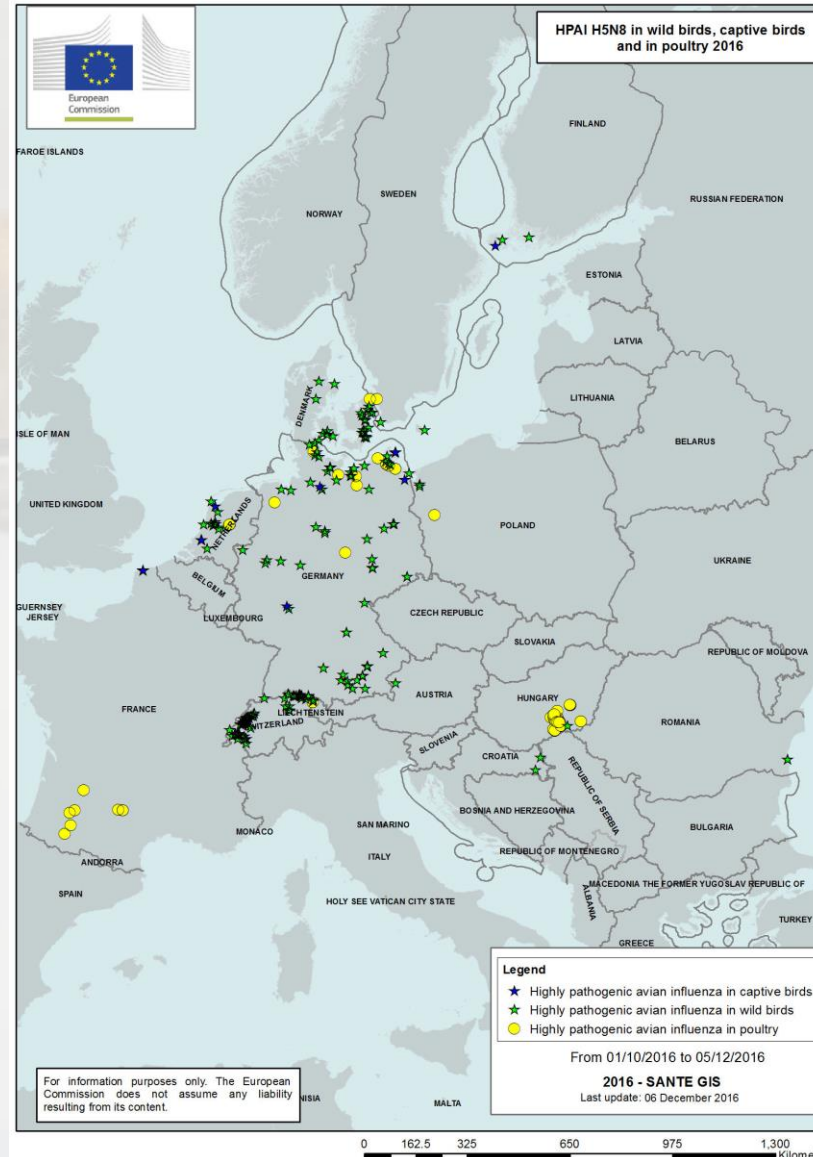 HPAI H5N8 in wild birds, captive birds
and in poultry 2016
European
Commission
FINLAND
FAROE ISLANDS
SWEDEN
RUSSIAN FEDERATION
NORWAY
ESTONIA
LATVIA
DENMARK
LITHUANIA
ISLE OF MAN
BELARUS
UNITED KINGDOM
NETHERLANDS
POLAND
UKRAINE
GERMANY
BELGIUM
GUERNSEY
JERSEY
LUXEMBOURG
CZECH REPUBLIC
SLOVAKIA
REPUBLIC OF MOLDOVA
AUSTRIA
HUNGARY
FRANCE
LIECHTENSTEIN
SWITZERLAND
ROMANIA
SLOVENIA
CROATIA
REPUBLIC OF SERBIA
BOSNIA AND HERZEGOVINA
MONACO
SAN MARINO
BULGARIA
REPUBLIC OF MONTENEGRO
ANDORRA
ITALY
SPAIN
ALBANIA
MACEDONIA THE FORMER YUGOSLAV REPUBLIC OF
HOLY SEE VATICAN CITY STATE
TURKEY
GREECE
Legend
Highly pathogenic avian influenza in captive birds
Highly pathogenic avian influenza in wild birds
Highly pathogenic avian influenza in poultry
From 01/10/2016 to 05/12/2016
2016 - SANTE GIS
Last update: 06 December 2016
For information purposes only. The European
Commission does not assume any liability
resulting from its content.
NISIA
MALTA
0 162.5 325 650 975 1,300
Kilome